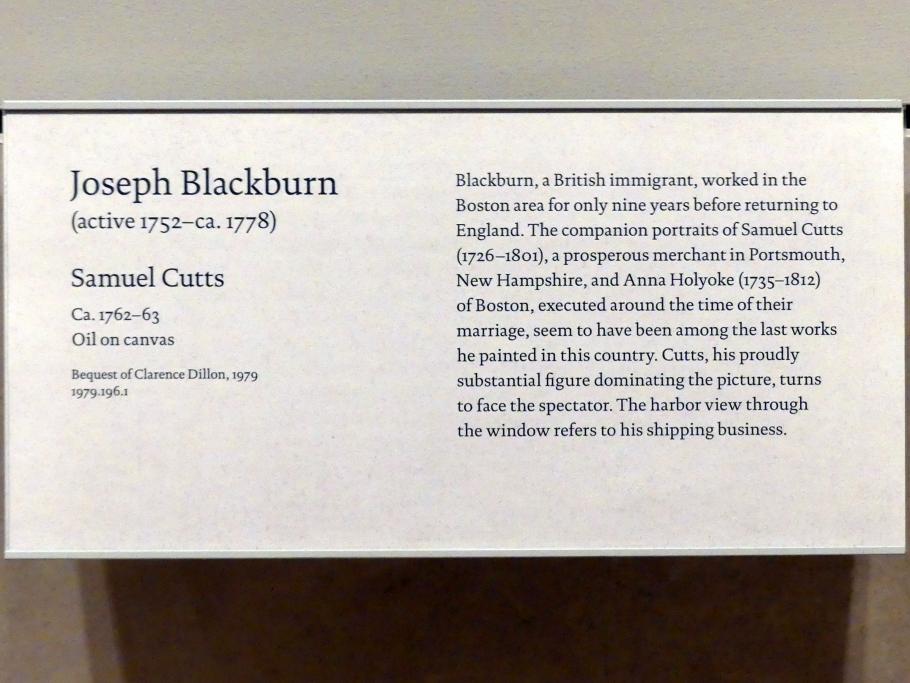 Joseph Blackburn
(active 1752–ca. 1778)
Samuel Cutts
Ca. 1762–63
Oil on canvas
Bequest of Clarence Dillon, 1979
1979.196.1
Blackburn, a British immigrant, worked in the
Boston area for only nine years before returning to
England. The companion portraits of Samuel Cutts
(1726–1801), a prosperous merchant in Portsmouth,
New Hampshire, and Anna Holyoke (1735–1812)
of Boston, executed around the time of their
marriage, seem to have been among the last works
he painted in this country. Cutts, his proudly
substantial figure dominating the picture, turns
to face the spectator. The harbor view through
the window refers to his shipping business.